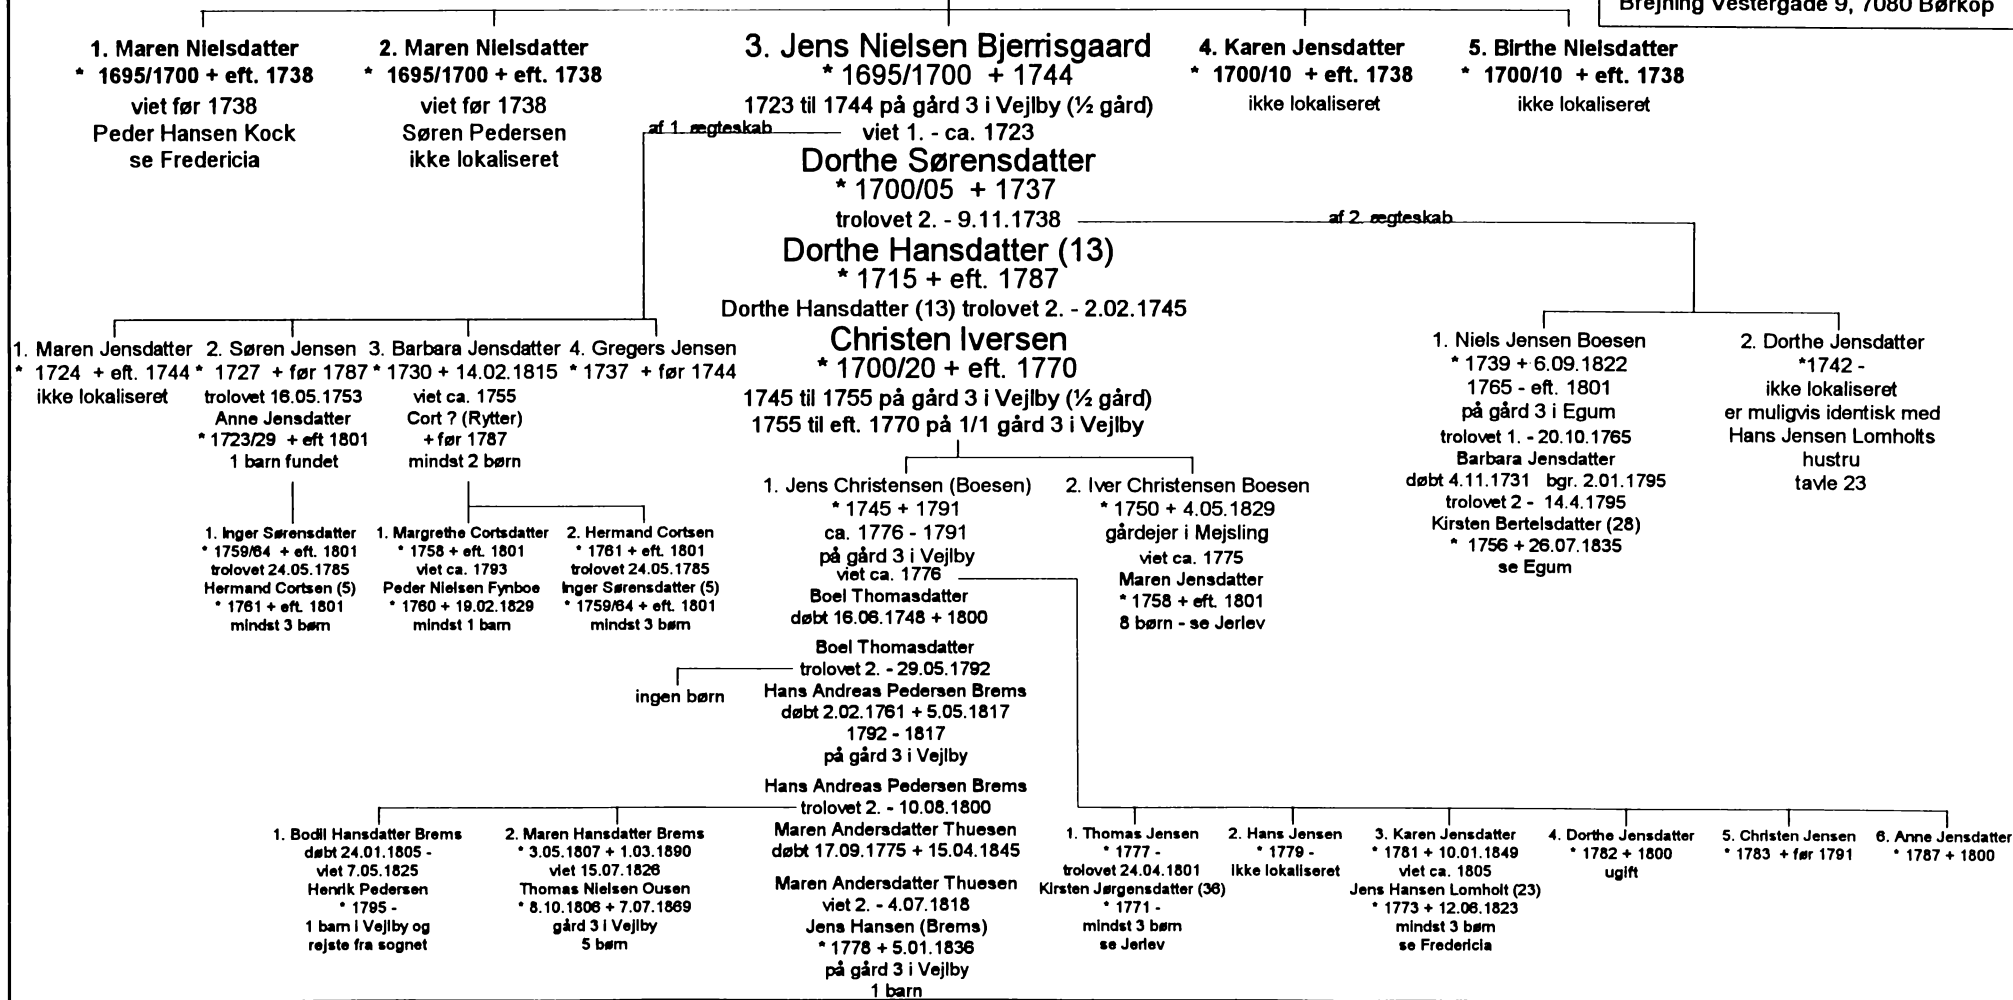 Brejning Vestergade 9, 7080 Børkop
1. Maren Nielsdatter
* 1695/1700 + eft. 1738
viet før 1738
Peder Hansen Kock
se Fredericia
2. Maren Nielsdatter
* 1695/1700 + eft. 1738
viet før 1738
Søren Pedersen
ikke lokaliseret
3. Jens Nielsen Bjerrisgaard
* 1695/1700 + 1744
1723 til 1744 på gård 3 i Vejlby (½ gård)
af 1. ægteskab
viet 1. - ca. 1723
Dorthe Sørensdatter
* 1700/05 + 1737
trolovet 2. - 9.11.1738
af 2. ægteskab
Dorthe Hansdatter (13)
* 1715 + eft. 1787
Dorthe Hansdatter (13) trolovet 2. - 2.02.1745
Christen Iversen
* 1700/20 + eft. 1770
1745 til 1755 på gård 3 i Vejlby (½ gård)
1755 til eft. 1770 på 1/1 gård 3 i Vejlby
4. Karen Jensdatter
* 1700/10 + eft. 1738
ikke lokaliseret
5. Birthe Nielsdatter
* 1700/10 + eft. 1738
ikke lokaliseret
1. Maren Jensdatter
* 1724 + eft. 1744
ikke lokaliseret
2. Søren Jensen
* 1727 + før 1787
trolovet 16.05.1753
Anne Jensdatter
* 1723/29 + eft 1801
1 barn fundet
3. Barbara Jensdatter
* 1730 + 14.02.1815
viet ca. 1755
Cort ? (Rytter)
+ før 1787
mindst 2 børn
4. Gregers Jensen
* 1737 + før 1744
1. Niels Jensen Boesen
* 1739 + 6.09.1822
1765 - eft. 1801
på gård 3 i Egum
trolovet 1. - 20.10.1765
Barbara Jensdatter
døbt 4.11.1731 bgr. 2.01.1795
trolovet 2 - 14.4.1795
Kirsten Bertelsdatter (28)
* 1756 + 26.07.1835
se Egum
2. Dorthe Jensdatter
*1742 -
ikke lokaliseret
er muligvis identisk med
Hans Jensen Lomholts
hustru
tavle 23
1. Inger Sørensdatter
* 1759/64 + eft. 1801
trolovet 24.05.1785
Hermand Cortsen (5)
* 1761 + eft. 1801
mindst 3 børn
1. Margrethe Cortsdatter
* 1758 + eft. 1801
viet ca. 1793
Peder Nielsen Fynboe
* 1760 + 19.02.1829
mindst 1 barn
2. Hermand Cortsen
* 1761 + eft. 1801
trolovet 24.05.1785
Inger Sørensdatter (5)
* 1759/64 + eft. 1801
mindst 3 børn
1. Jens Christensen (Boesen)
* 1745 + 1791
ca. 1776 - 1791
på gård 3 i Vejlby
viet ca. 1776
Boel Thomasdatter
døbt 16.06.1748 + 1800
2. Iver Christensen Boesen
* 1750 + 4.05.1829
gårdejer i Mejsling
viet ca. 1775
Maren Jensdatter
* 1758 + eft. 1801
8 børn - se Jerlev
Boel Thomasdatter
trolovet 2. - 29.05.1792
ingen børn
Hans Andreas Pedersen Brems
døbt 2.02.1761 + 5.05.1817
1792 - 1817
på gård 3 i Vejlby
Hans Andreas Pedersen Brems
trolovet 2. - 10.08.1800
Maren Andersdatter Thuesen
døbt 17.09.1775 + 15.04.1845
Maren Andersdatter Thuesen
viet 2. - 4.07.1818
Jens Hansen (Brems)
* 1778 + 5.01.1836
på gård 3 i Vejlby
1 barn
1. Bodil Hansdatter Brems
døbt 24.01.1805 -
viet 7.05.1825
Henrik Pedersen
* 1795 -
1 barn i Vejlby og
rejste fra sognet
2. Maren Hansdatter Brems
* 3.05.1807 + 1.03.1890
viet 15.07.1826
Thomas Nielsen Ousen
* 8.10.1806 + 7.07.1869
gård 3 i Vejlby
5 børn
1. Thomas Jensen
* 1777 -
trolovet 24.04.1801
Kirsten Jørgensdatter (36)
* 1771 -
mindst 3 børn
se Jerlev
2. Hans Jensen
* 1779 -
ikke lokaliseret
3. Karen Jensdatter
* 1781 + 10.01.1849
viet ca. 1805
Jens Hansen Lomholt (23)
* 1773 + 12.06.1823
mindst 3 børn
se Fredericia
4. Dorthe Jensdatter
* 1782 + 1800
ugift
5. Christen Jensen
* 1783 + før 1791
6. Anne Jensdatter
* 1787 + 1800